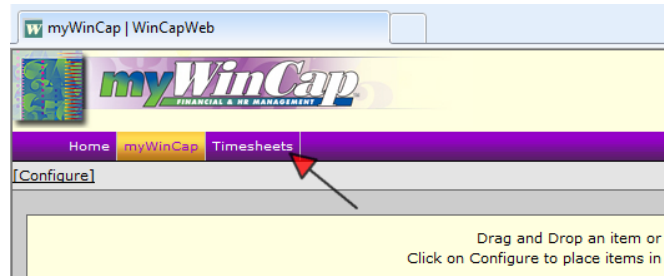 myWinCap | WinCapWeb
myWinCap
FINANCIAL & HR MANAGEMENT
Home myWinCap Timesheets
[Configure]
Drag and Drop an item or
Click on Configure to place items in